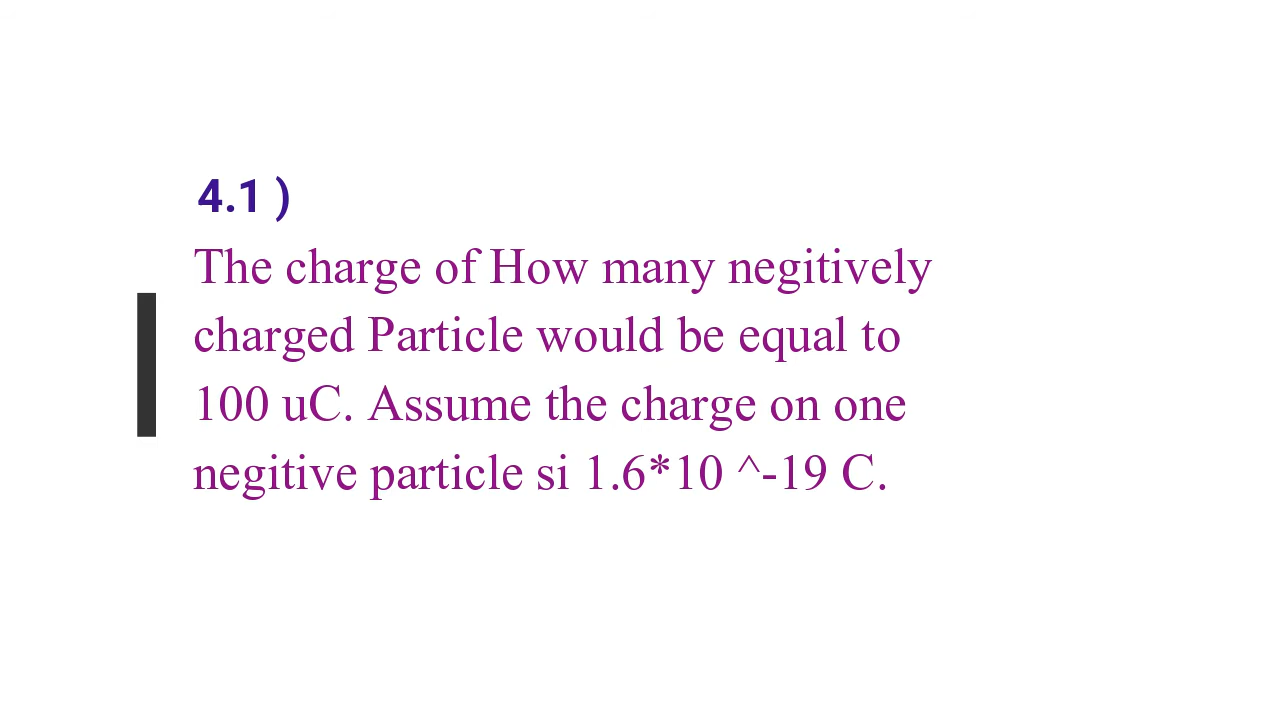 4.1 )
The charge of How many negitively
charged Particle would be equal to
100 uC. Assume the charge on one
negitive particle si 1.6*10 ^-19 C.